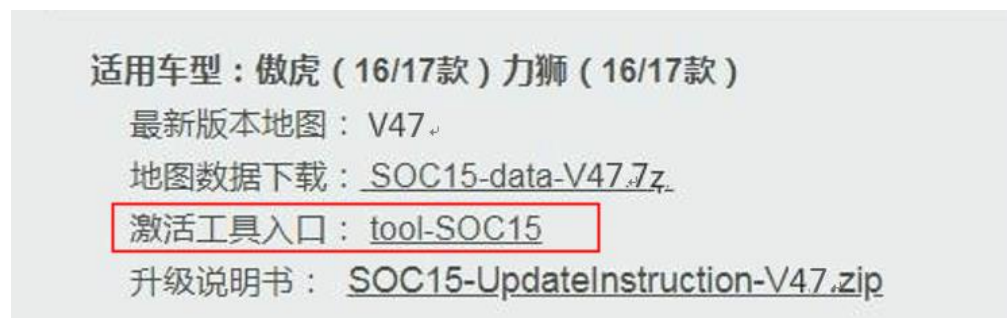 适用车型：傲虎（16/17款）力狮（16/17款）
最新版本地图： V47
地图数据下载： SOC15-data-V47.7z
激活工具入口： tool-SOC15
升级说明书： SOC15-UpdateInstruction-V47.zip